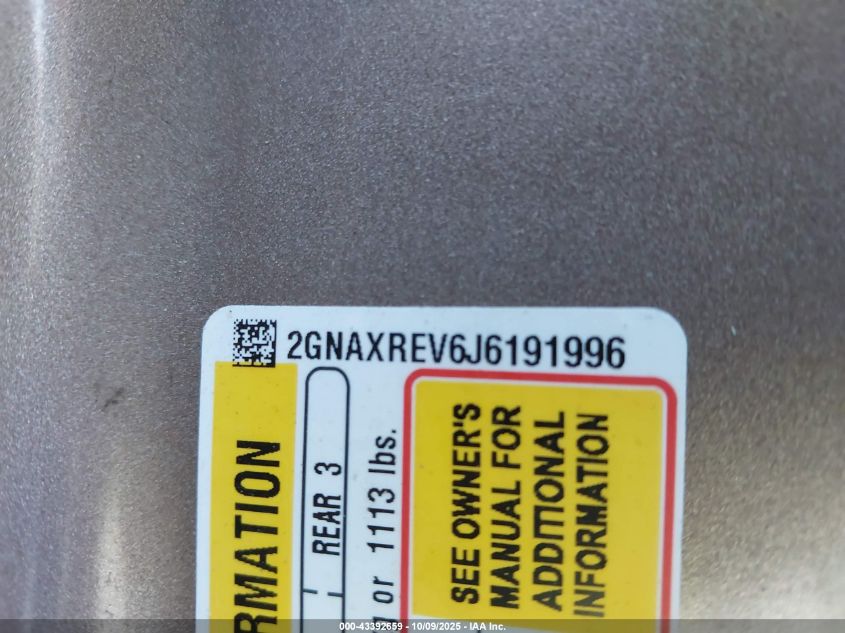 2GNAXREV6J6191996
RMATION
REAR 3
or 1113 lbs.
SEE OWNER'S
MANUAL FOR
ADDITIONAL
INFORMATION
000-43392659 - 10/09/2025 - IAA Inc.